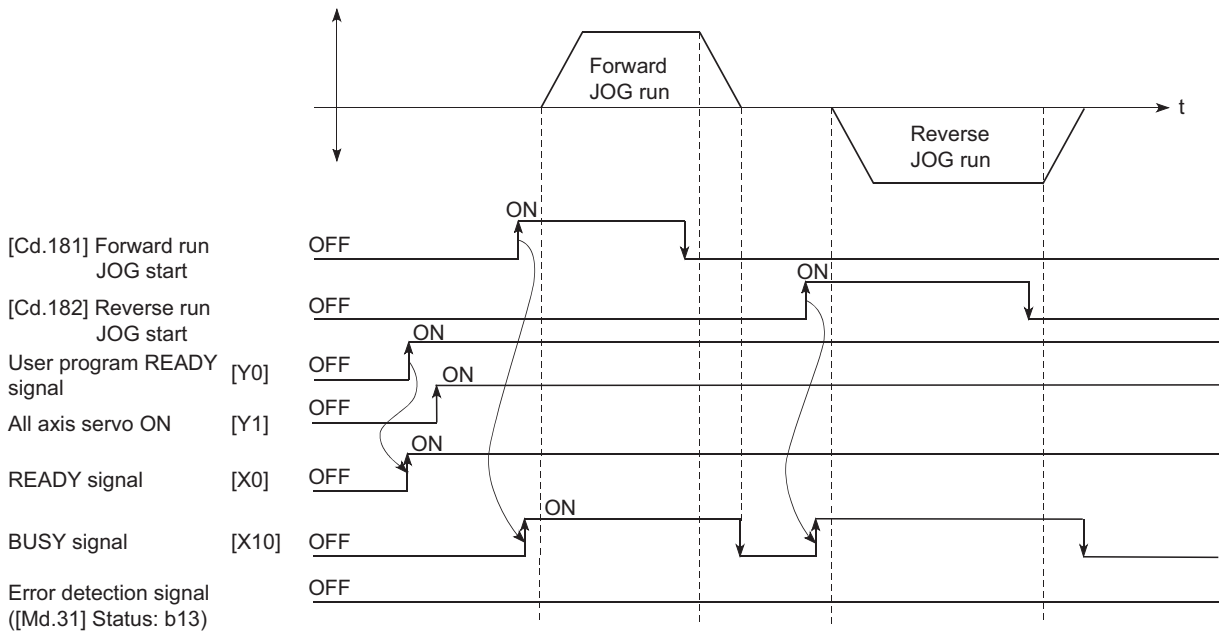 Forward
JOG run
t
Reverse
JOG run
ON
[Cd.181] Forward run
JOG start
OFF
ON
[Cd.182] Reverse run
JOG start
OFF
ON
User program READY
signal
[Y0]
OFF
ON
All axis servo ON
[Y1]
OFF
ON
READY signal
[X0]
OFF
ON
BUSY signal
[X10]
OFF
Error detection signal
([Md.31] Status: b13)
OFF